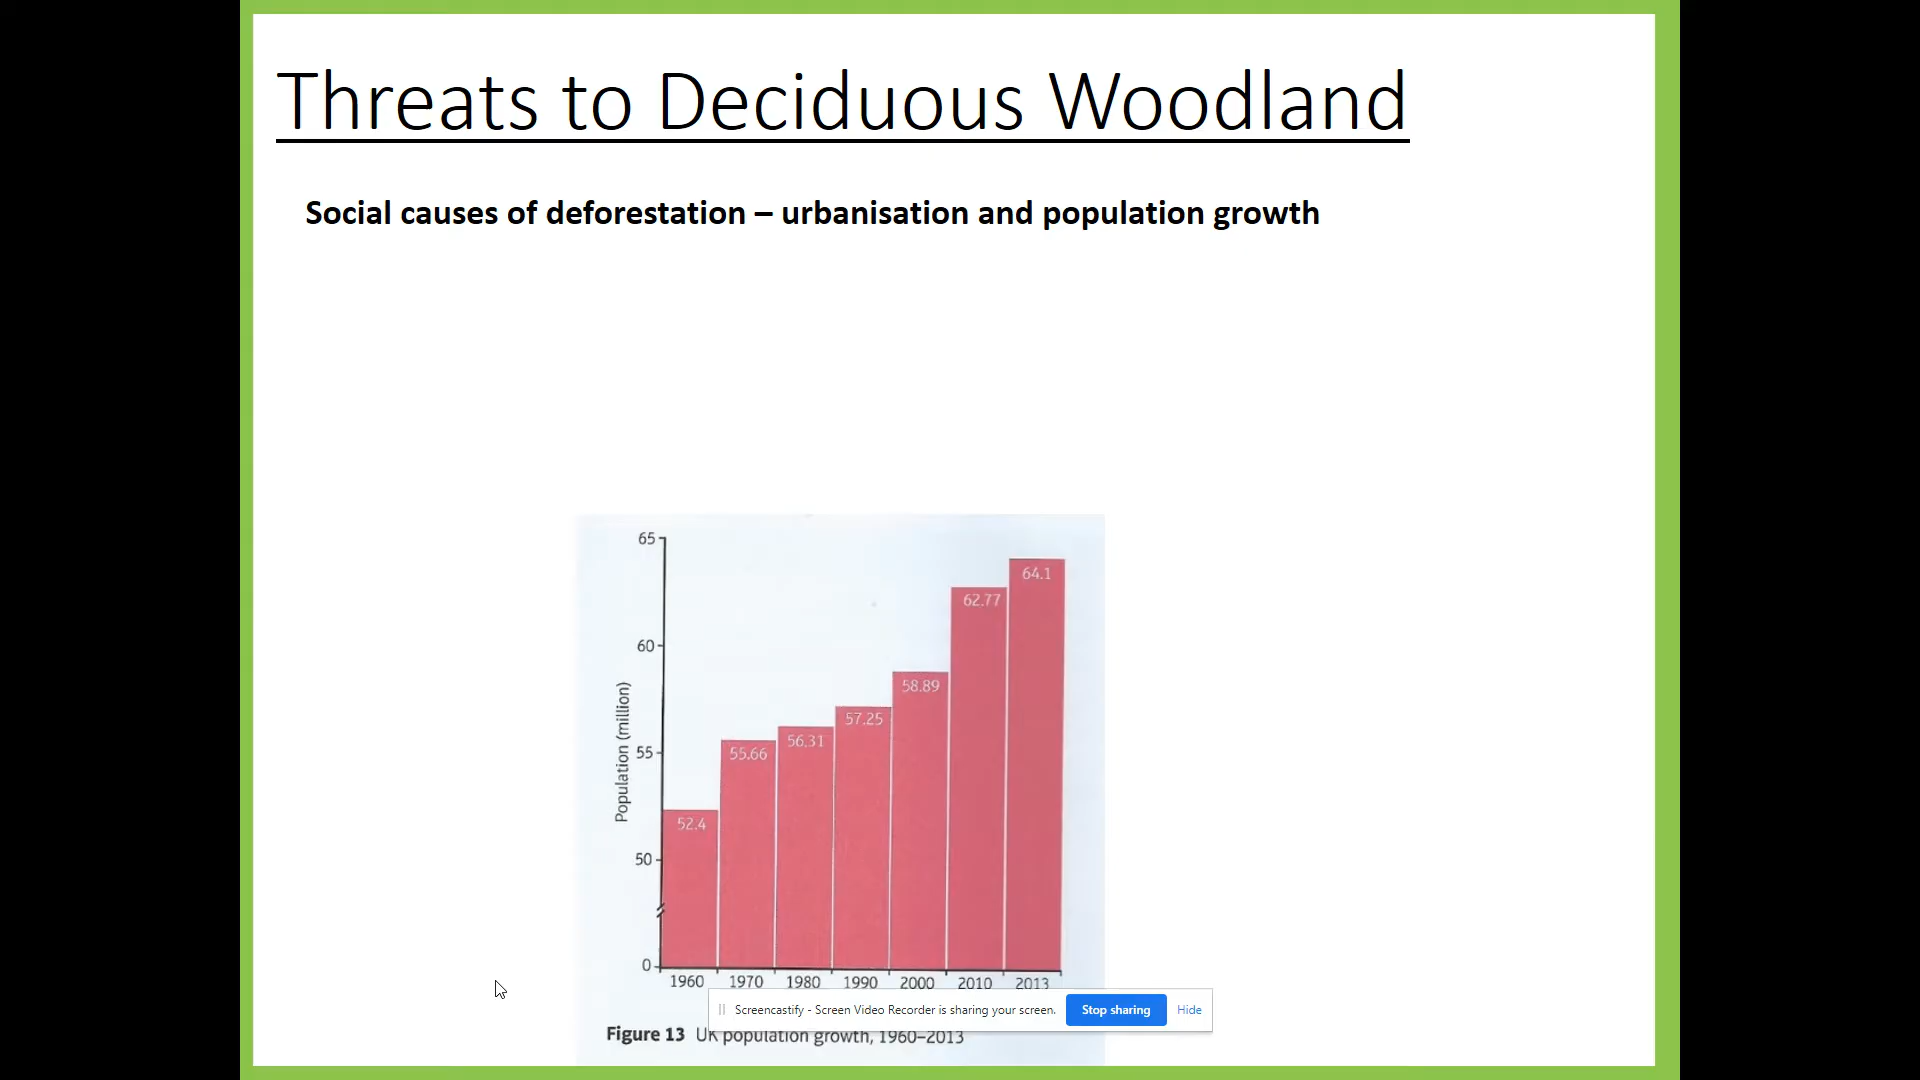 Threats to Deciduous Woodland
Social causes of deforestation – urbanisation and population growth
65
60
55
50
0
Population (million)
52.4
55.66
56.31
57.25
58.89
62.77
64.1
1960 1970 1980 1990 2000 2010 2013
Screencastify - Screen Video Recorder is sharing your screen. Stop sharing Hide
Figure 13 UK population growth, 1960–2013